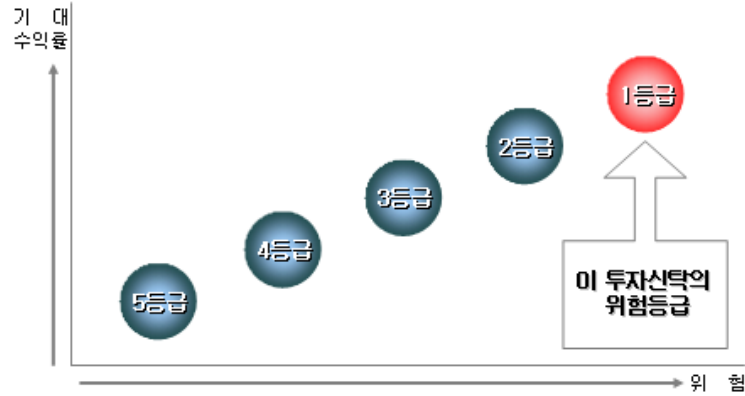 기 대
수익률
1등급
2등급
3등급
4등급
5등급
이 투자신탁의
위험등급
위 험